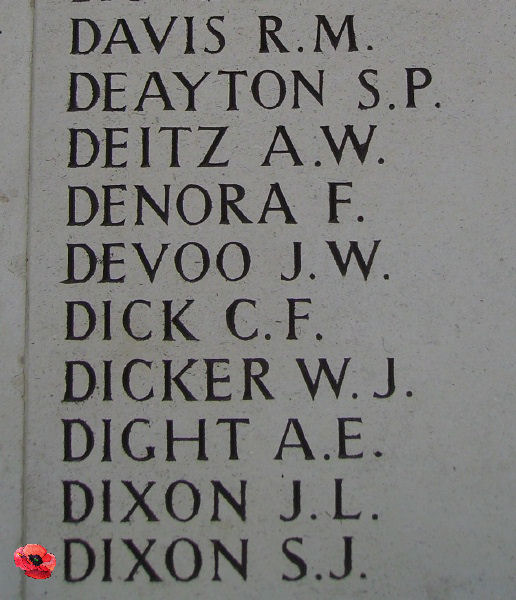 DAVIS R.M.
DEAYTON S.P.
DEITZ A.W.
DENORA F.
DEVOO J.W.
DICK C.F.
DICKER W.J.
DIGHT A.E.
DIXON J.L.
DIXON S.J.